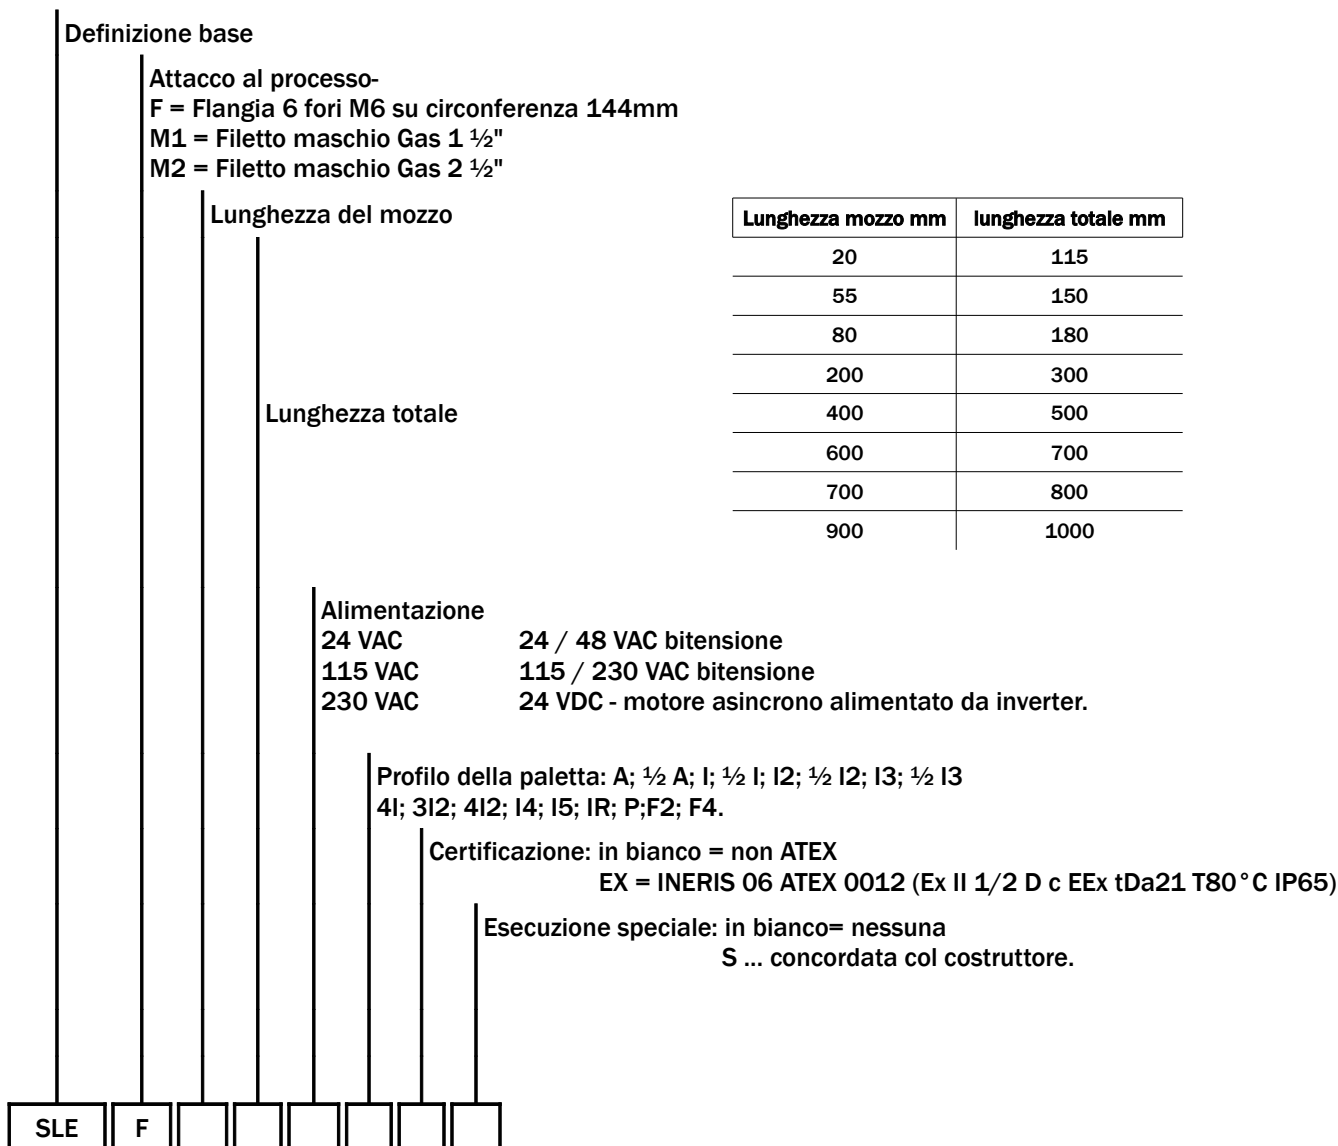 Definizione base
Attacco al processo-
F = Flangia 6 fori M6 su circonferenza 144mm
M1 = Filetto maschio Gas 1 ½"
M2 = Filetto maschio Gas 2 ½"
Lunghezza del mozzo
Lunghezza mozzo mm lunghezza totale mm
20 115
55 150
80 180
200 300
400 500
600 700
700 800
900 1000
Lunghezza totale
Alimentazione
24 VAC 24 / 48 VAC bitensione
115 VAC 115 / 230 VAC bitensione
230 VAC 24 VDC - motore asincrono alimentato da inverter.
Profilo della paletta: A; ½ A; I; ½ I; I2; ½ I2; I3; ½ I3
4I; 3I2; 4I2; I4; I5; IR; P;F2; F4.
Certificazione: in bianco = non ATEX
EX = INERIS 06 ATEX 0012 (Ex II 1/2 D c EEx tDa21 T80°C IP65)
Esecuzione speciale: in bianco= nessuna
S ... concordata col costruttore.
SLE F